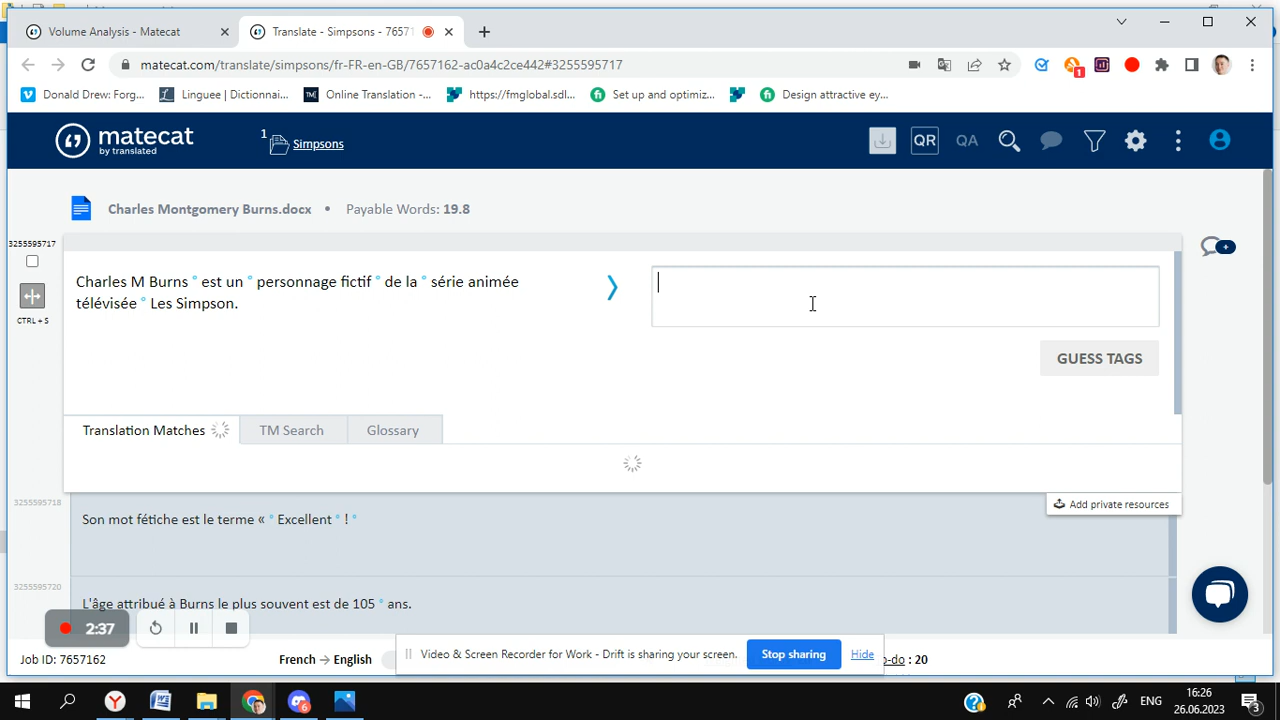 Volume Analysis - Matecat
Translate - Simpsons - 7657
matecat.com/translate/simpsons/fr-FR-en-GB/7657162-ac0a4c2ce442#3255595717
1
Donald Drew: Forg...
Linguee | Dictionnai...
Online Translation -...
https://fmglobal.sdl...
Set up and optimiz...
Design attractive ey...
matecat
by translated
1
Simpsons
QR
QA
Charles Montgomery Burns.docx • Payable Words: 19.8
3255595717
CTRL + S
Charles M Burns ° est un ° personnage fictif ° de la ° série animée
télévisée ° Les Simpson.
GUESS TAGS
Translation Matches
TM Search
Glossary
Add private resources
3255595718
Son mot fétiche est le terme « ° Excellent ° ! °
3255595720
L'âge attribué à Burns le plus souvent est de 105 ° ans.
2:37
Video & Screen Recorder for Work - Drift is sharing your screen.
Stop sharing
Hide
Job ID: 7657162
French → English
o-do : 20
6
ENG
16:26
26.06.2023
3